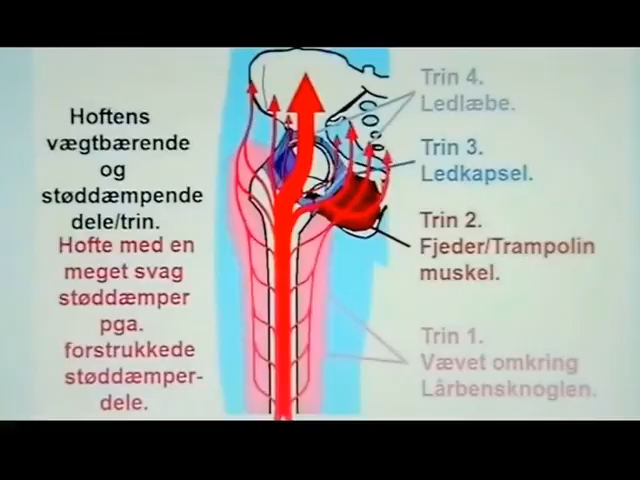 Hoftens
vægtbærende
og
støddæmpende
dele/trin.
Hofte med en
meget svag
støddæmper
pga.
forstrukkede
støddæmper-
dele.
Trin 4.
Ledlæbe.
Trin 3.
Ledkapsel.
Trin 2.
Fjeder/Trampolin
muskel.
Trin 1.
Vævet omkring
Lårbensknoglen.